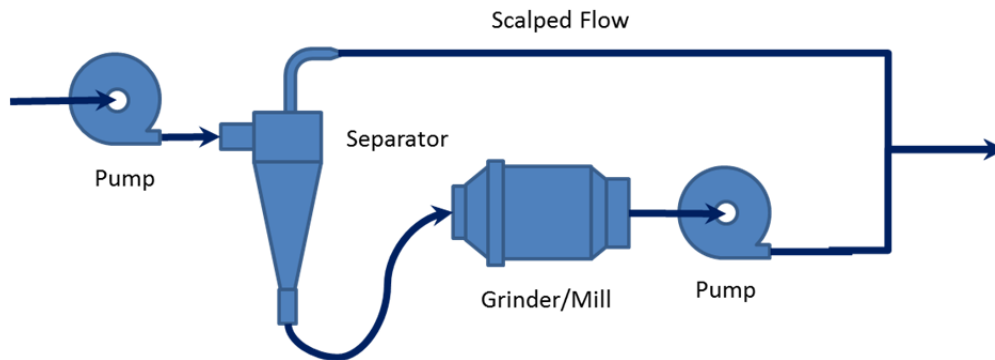 Scalped Flow
Separator
Pump
Grinder/Mill
Pump